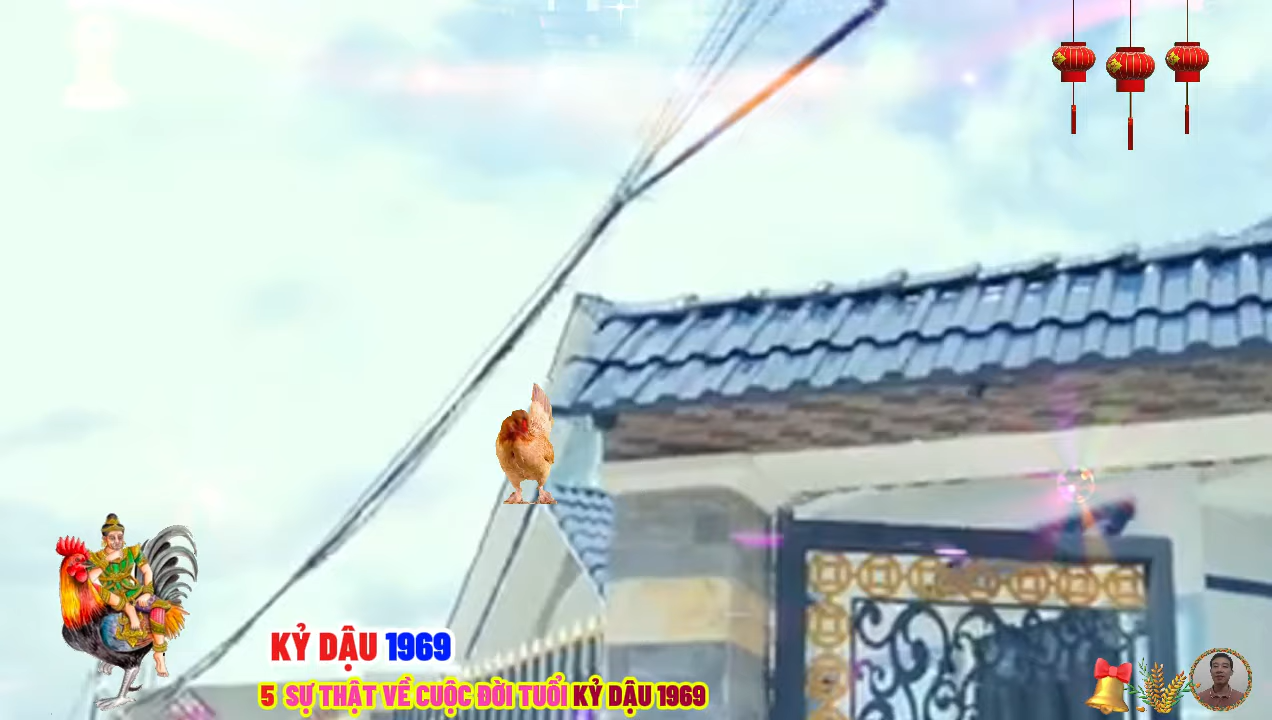 KỶ DẬU 1969
5 SỰ THẬT VỀ CUỘC ĐỜI TUỔI KỶ DẬU 1969